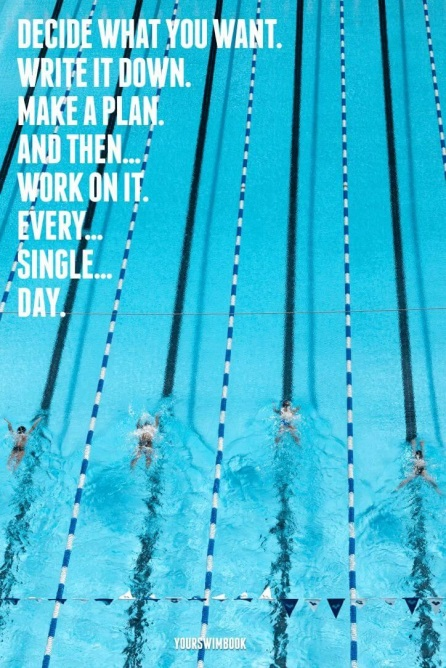 DECIDE WHAT YOU WANT.
WRITE IT DOWN.
MAKE A PLAN.
AND THEN...
WORK ON IT.
EVERY...
SINGLE...
DAY.
YOURSWIMBOOK